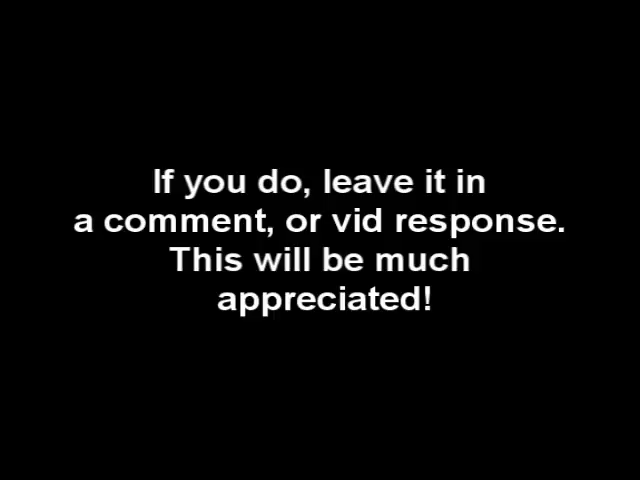 If you do, leave it in
a comment, or vid response.
This will be much
appreciated!